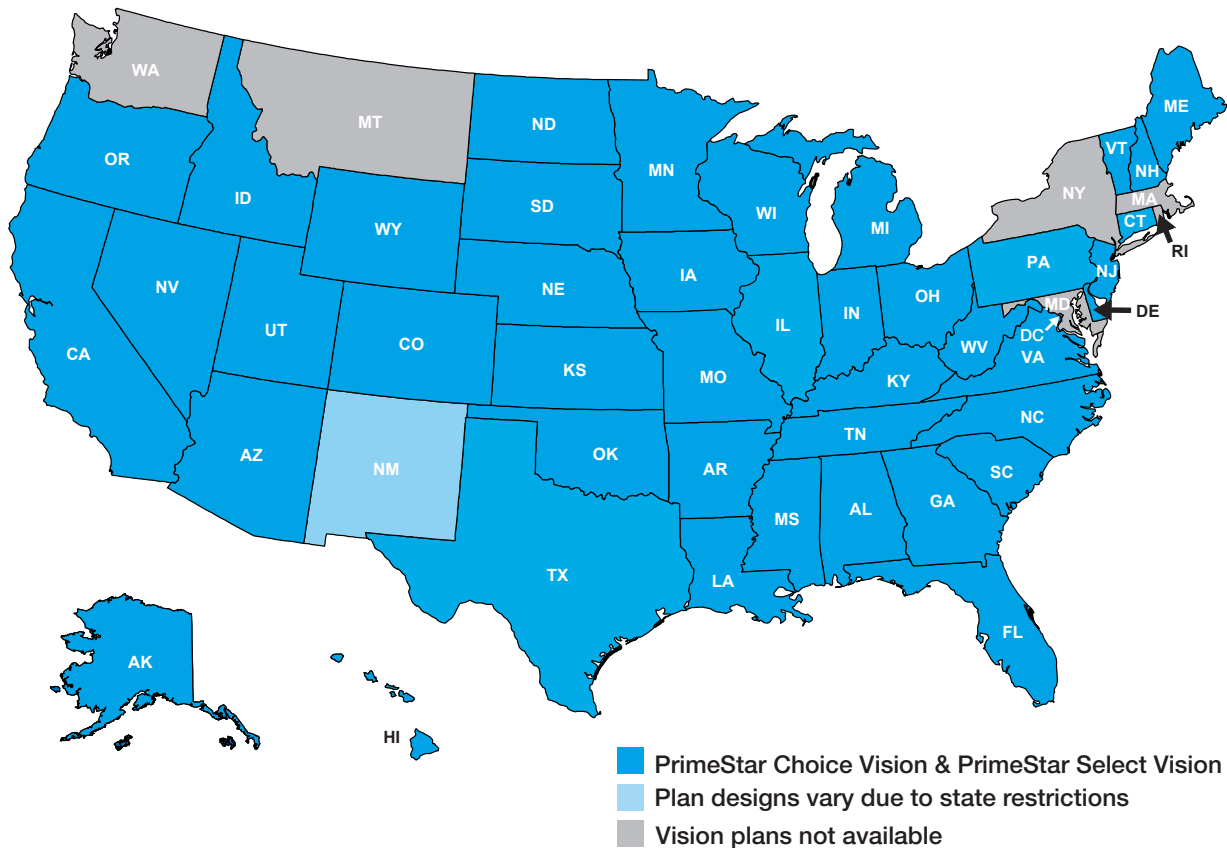 WA
MT
ND
MN
ME
VT
NH
OR
ID
SD
WI
NY
MA
CT
RI
WY
MI
PA
NJ
NV
NE
IA
OH
MD
DE
UT
IL
IN
DC
CA
CO
WV
VA
KS
MO
KY
NC
TN
AZ
NM
OK
AR
SC
MS
AL
GA
TX
LA
FL
AK
HI
PrimeStar Choice Vision & PrimeStar Select Vision
Plan designs vary due to state restrictions
Vision plans not available